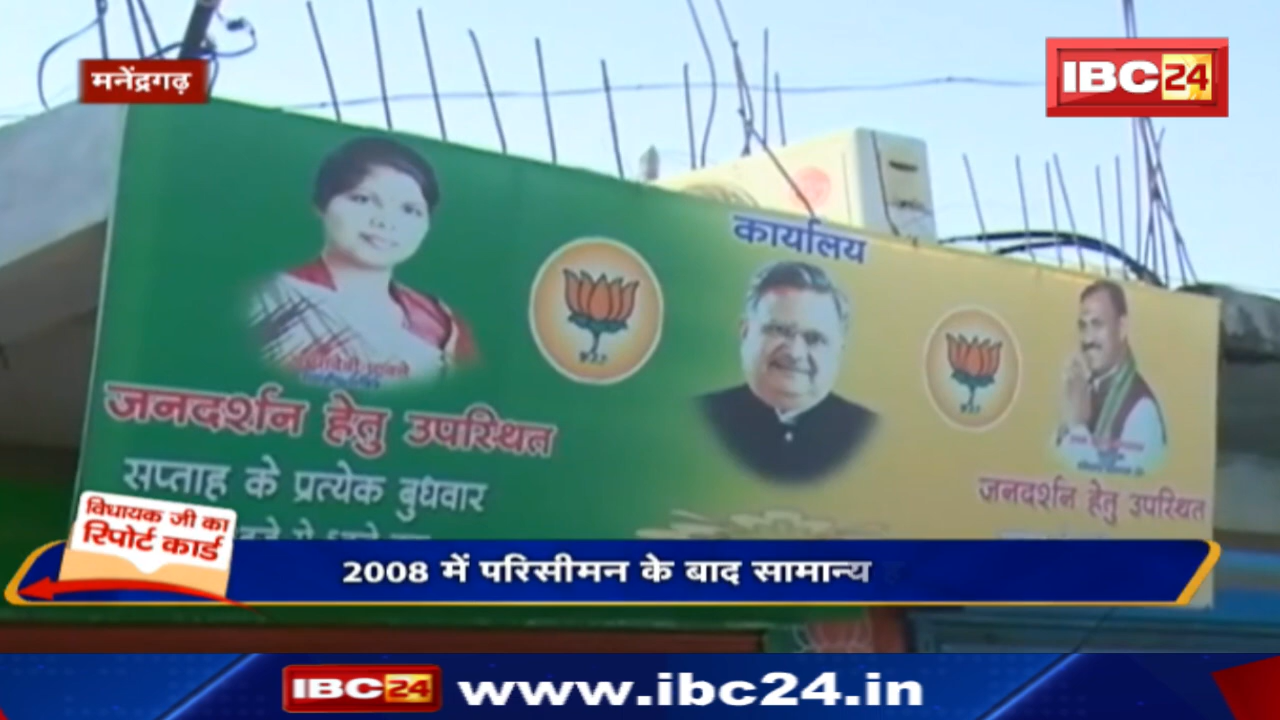 मनेंद्रगढ़
IBC24
कार्यालय
जनदर्शन हेतु उपस्थित
सप्ताह के प्रत्येक बुधवार
जनदर्शन हेतु उपस्थित
विधायक जी का
रिपोर्ट कार्ड
2008 में परिसीमन के बाद सामान्य
IBC24 www.ibc24.in